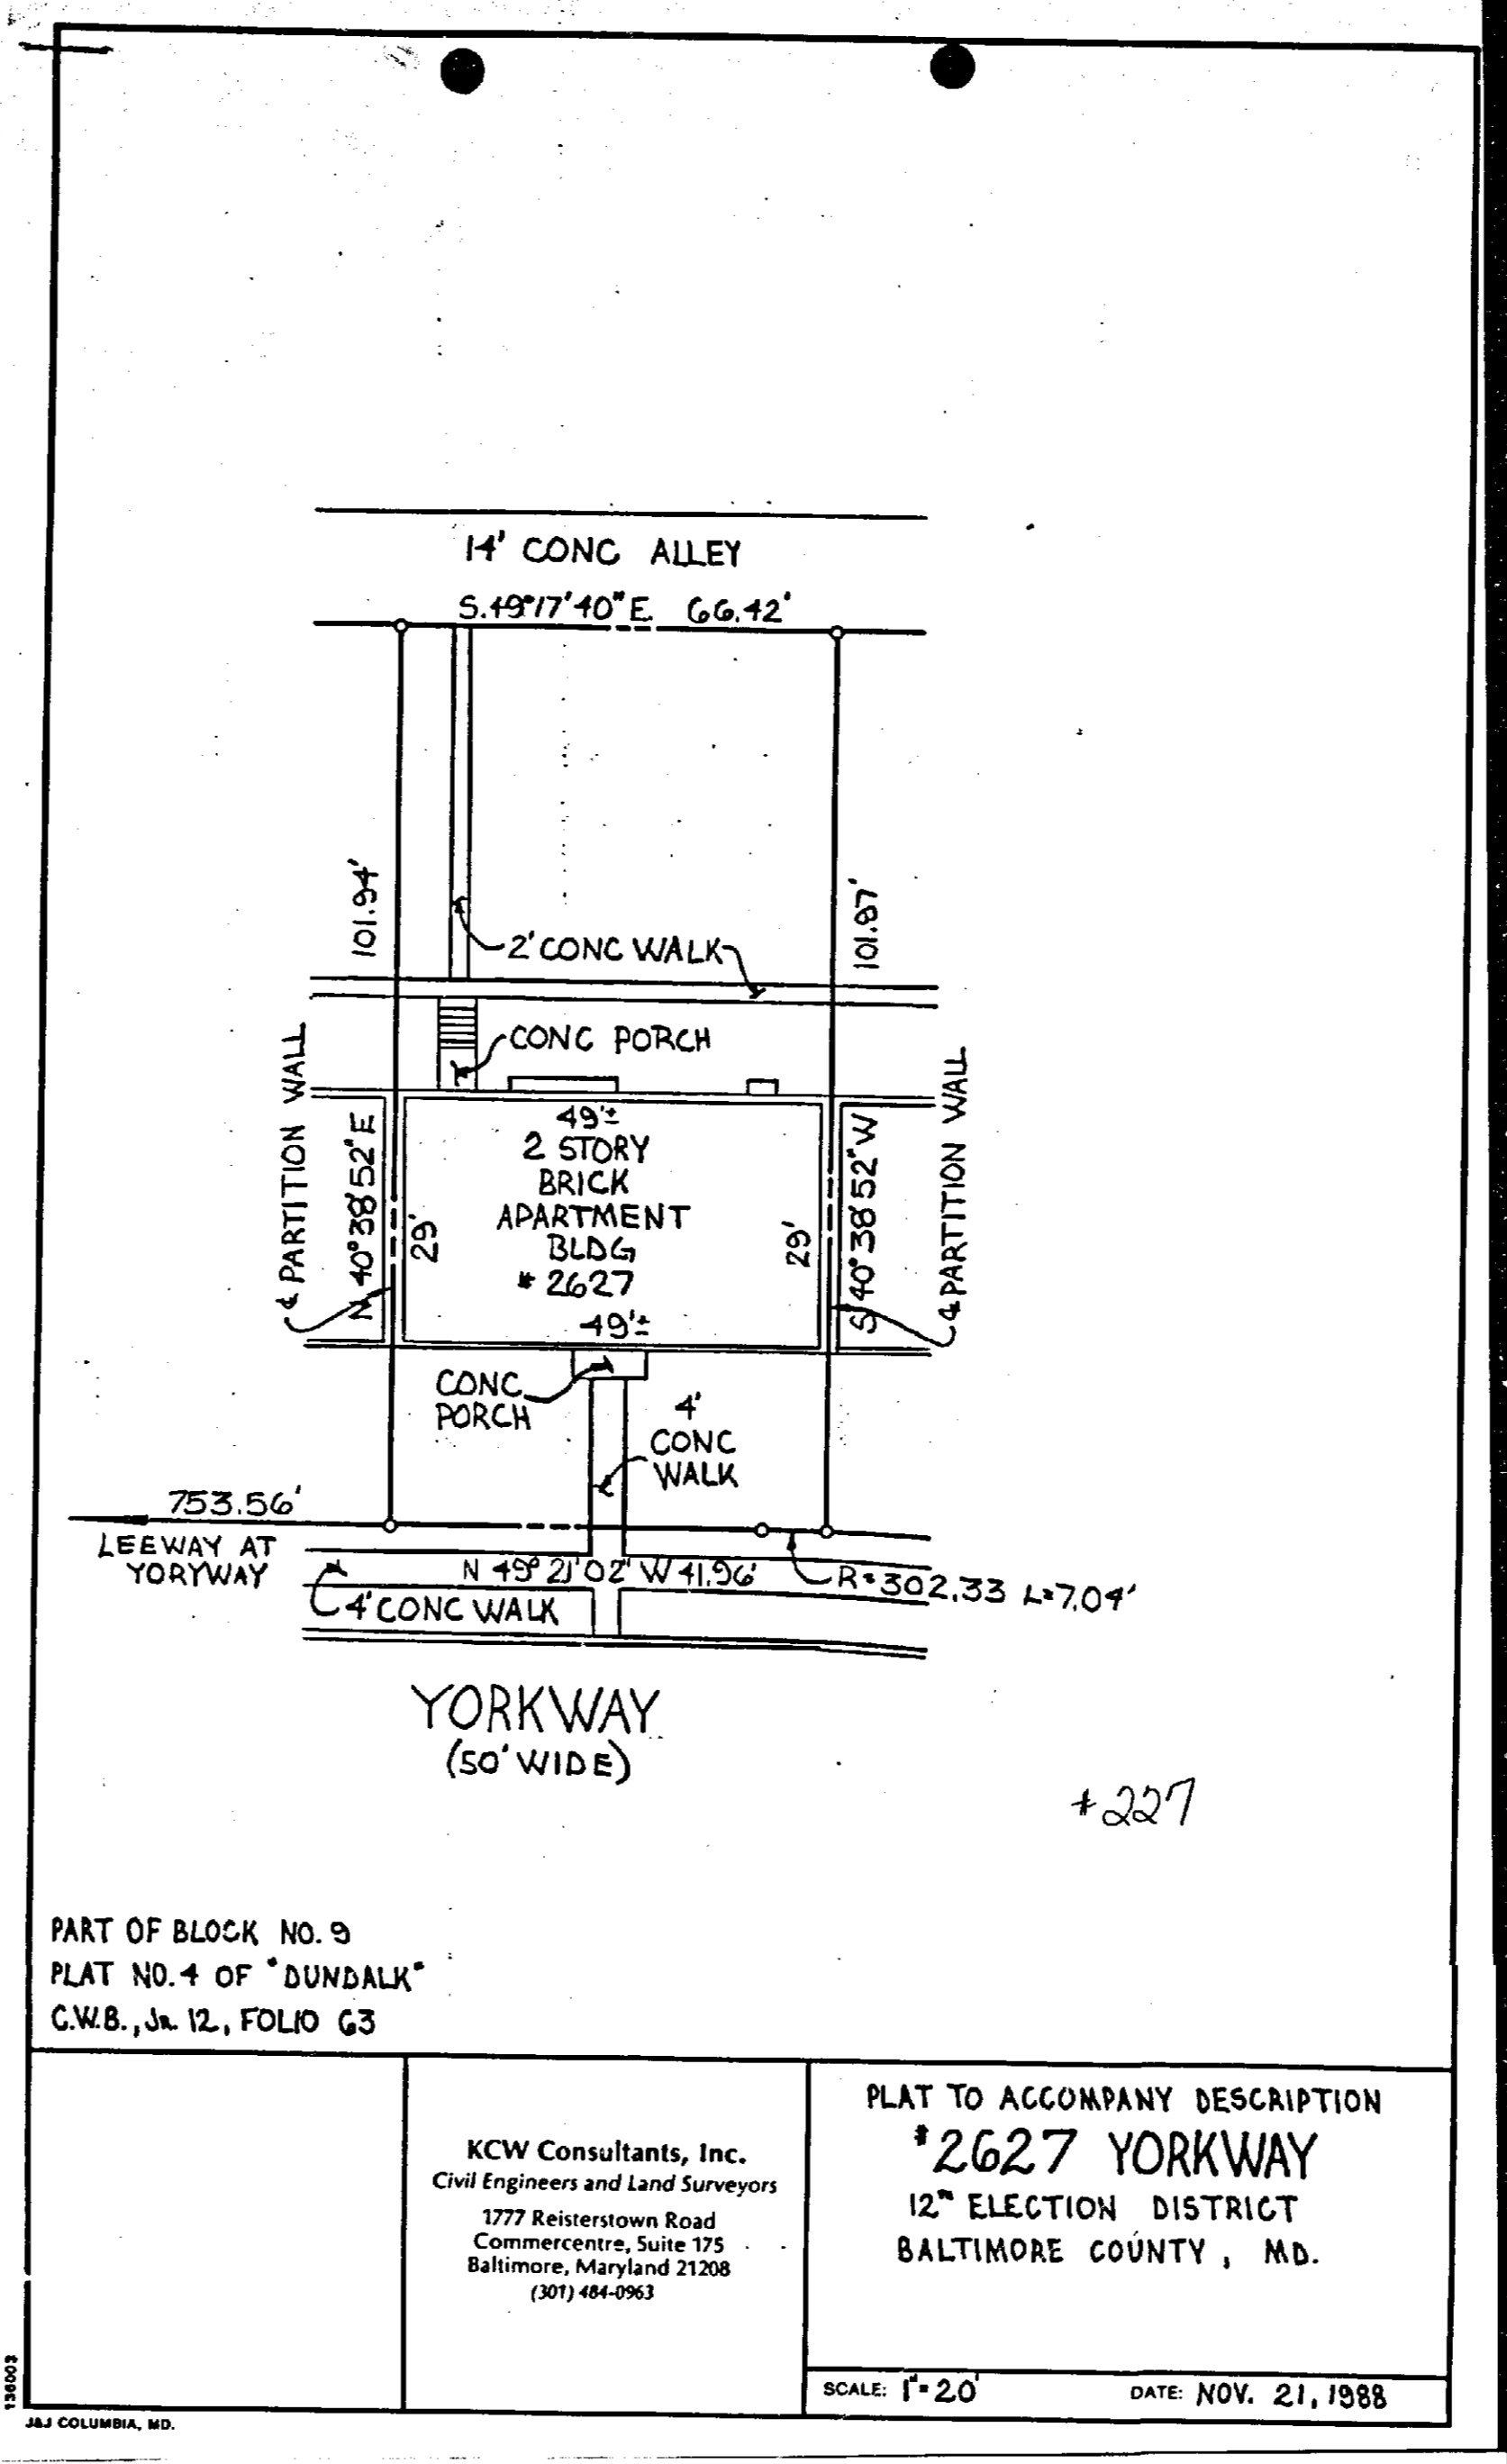 14' CONC ALLEY
S.49°17'40"E. 66.42'
101.94'
101.87'
2' CONC WALK
CONC PORCH
℄ PARTITION WALL
N 40°38'52"E
29'
49'±
2 STORY
BRICK
APARTMENT
BLDG
# 2627
49'±
29'
S 40°38'52"W
℄ PARTITION WALL
CONC
PORCH
4'
CONC
WALK
753.56'
LEEWAY AT
YORYWAY
N 49° 21' 02" W 41.96'
R=302.33 L=7.04'
4' CONC WALK
YORKWAY
(50' WIDE)
#227
PART OF BLOCK NO. 9
PLAT NO. 4 OF "DUNDALK"
C.W.B., Jr. 12, FOLIO 63
KCW Consultants, Inc.
Civil Engineers and Land Surveyors
1777 Reisterstown Road
Commercentre, Suite 175
Baltimore, Maryland 21208
(301) 484-0963
PLAT TO ACCOMPANY DESCRIPTION
#2627 YORKWAY
12TH ELECTION DISTRICT
BALTIMORE COUNTY, MD.
SCALE: 1"=20'
DATE: NOV. 21, 1988
136003
J&J COLUMBIA, MD.